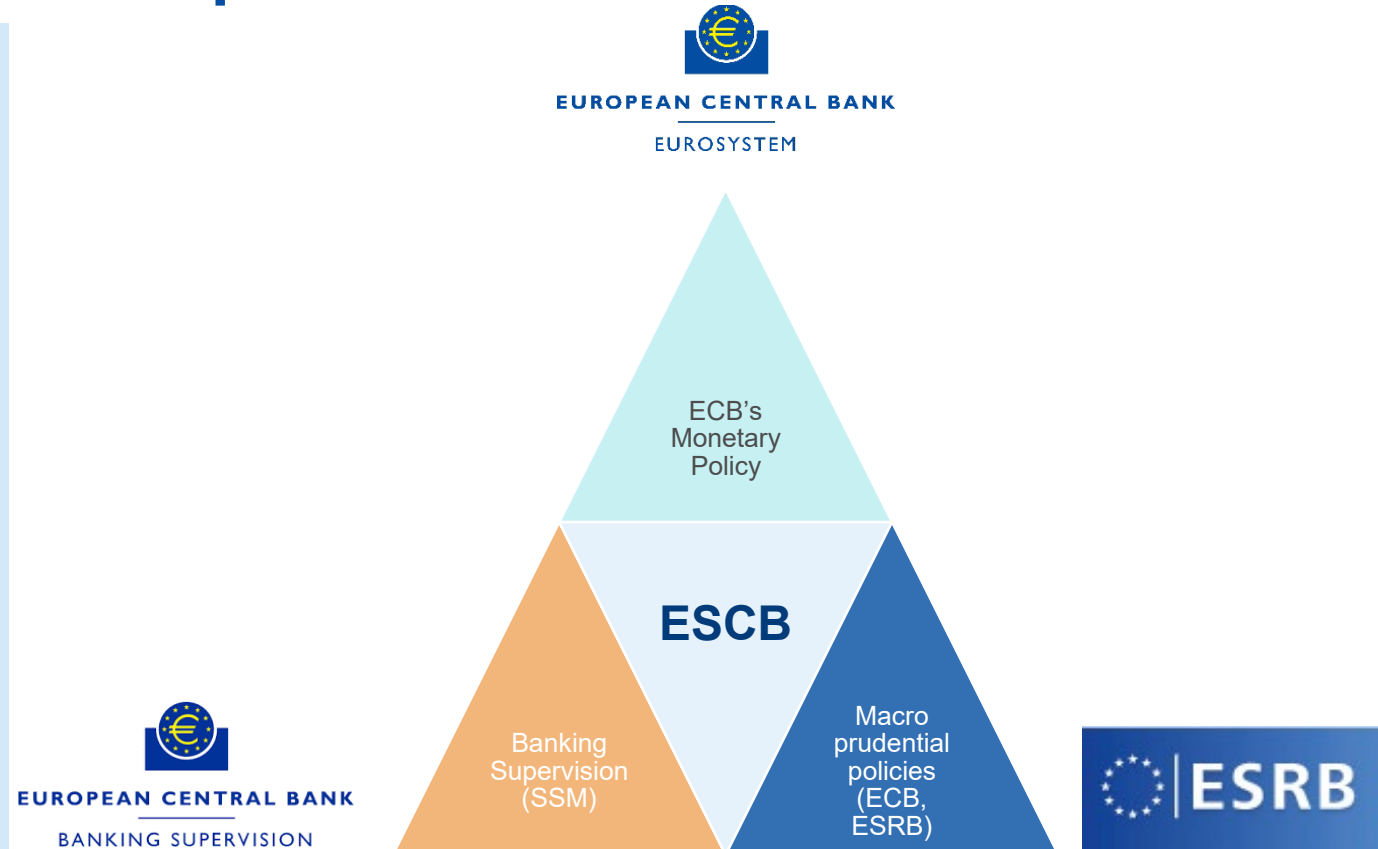 EUROPEAN CENTRAL BANK
EUROSYSTEM
ECB’s
Monetary
Policy
ESCB
Banking
Supervision
(SSM)
Macro
prudential
policies
(ECB,
ESRB)
EUROPEAN CENTRAL BANK
BANKING SUPERVISION
ESRB